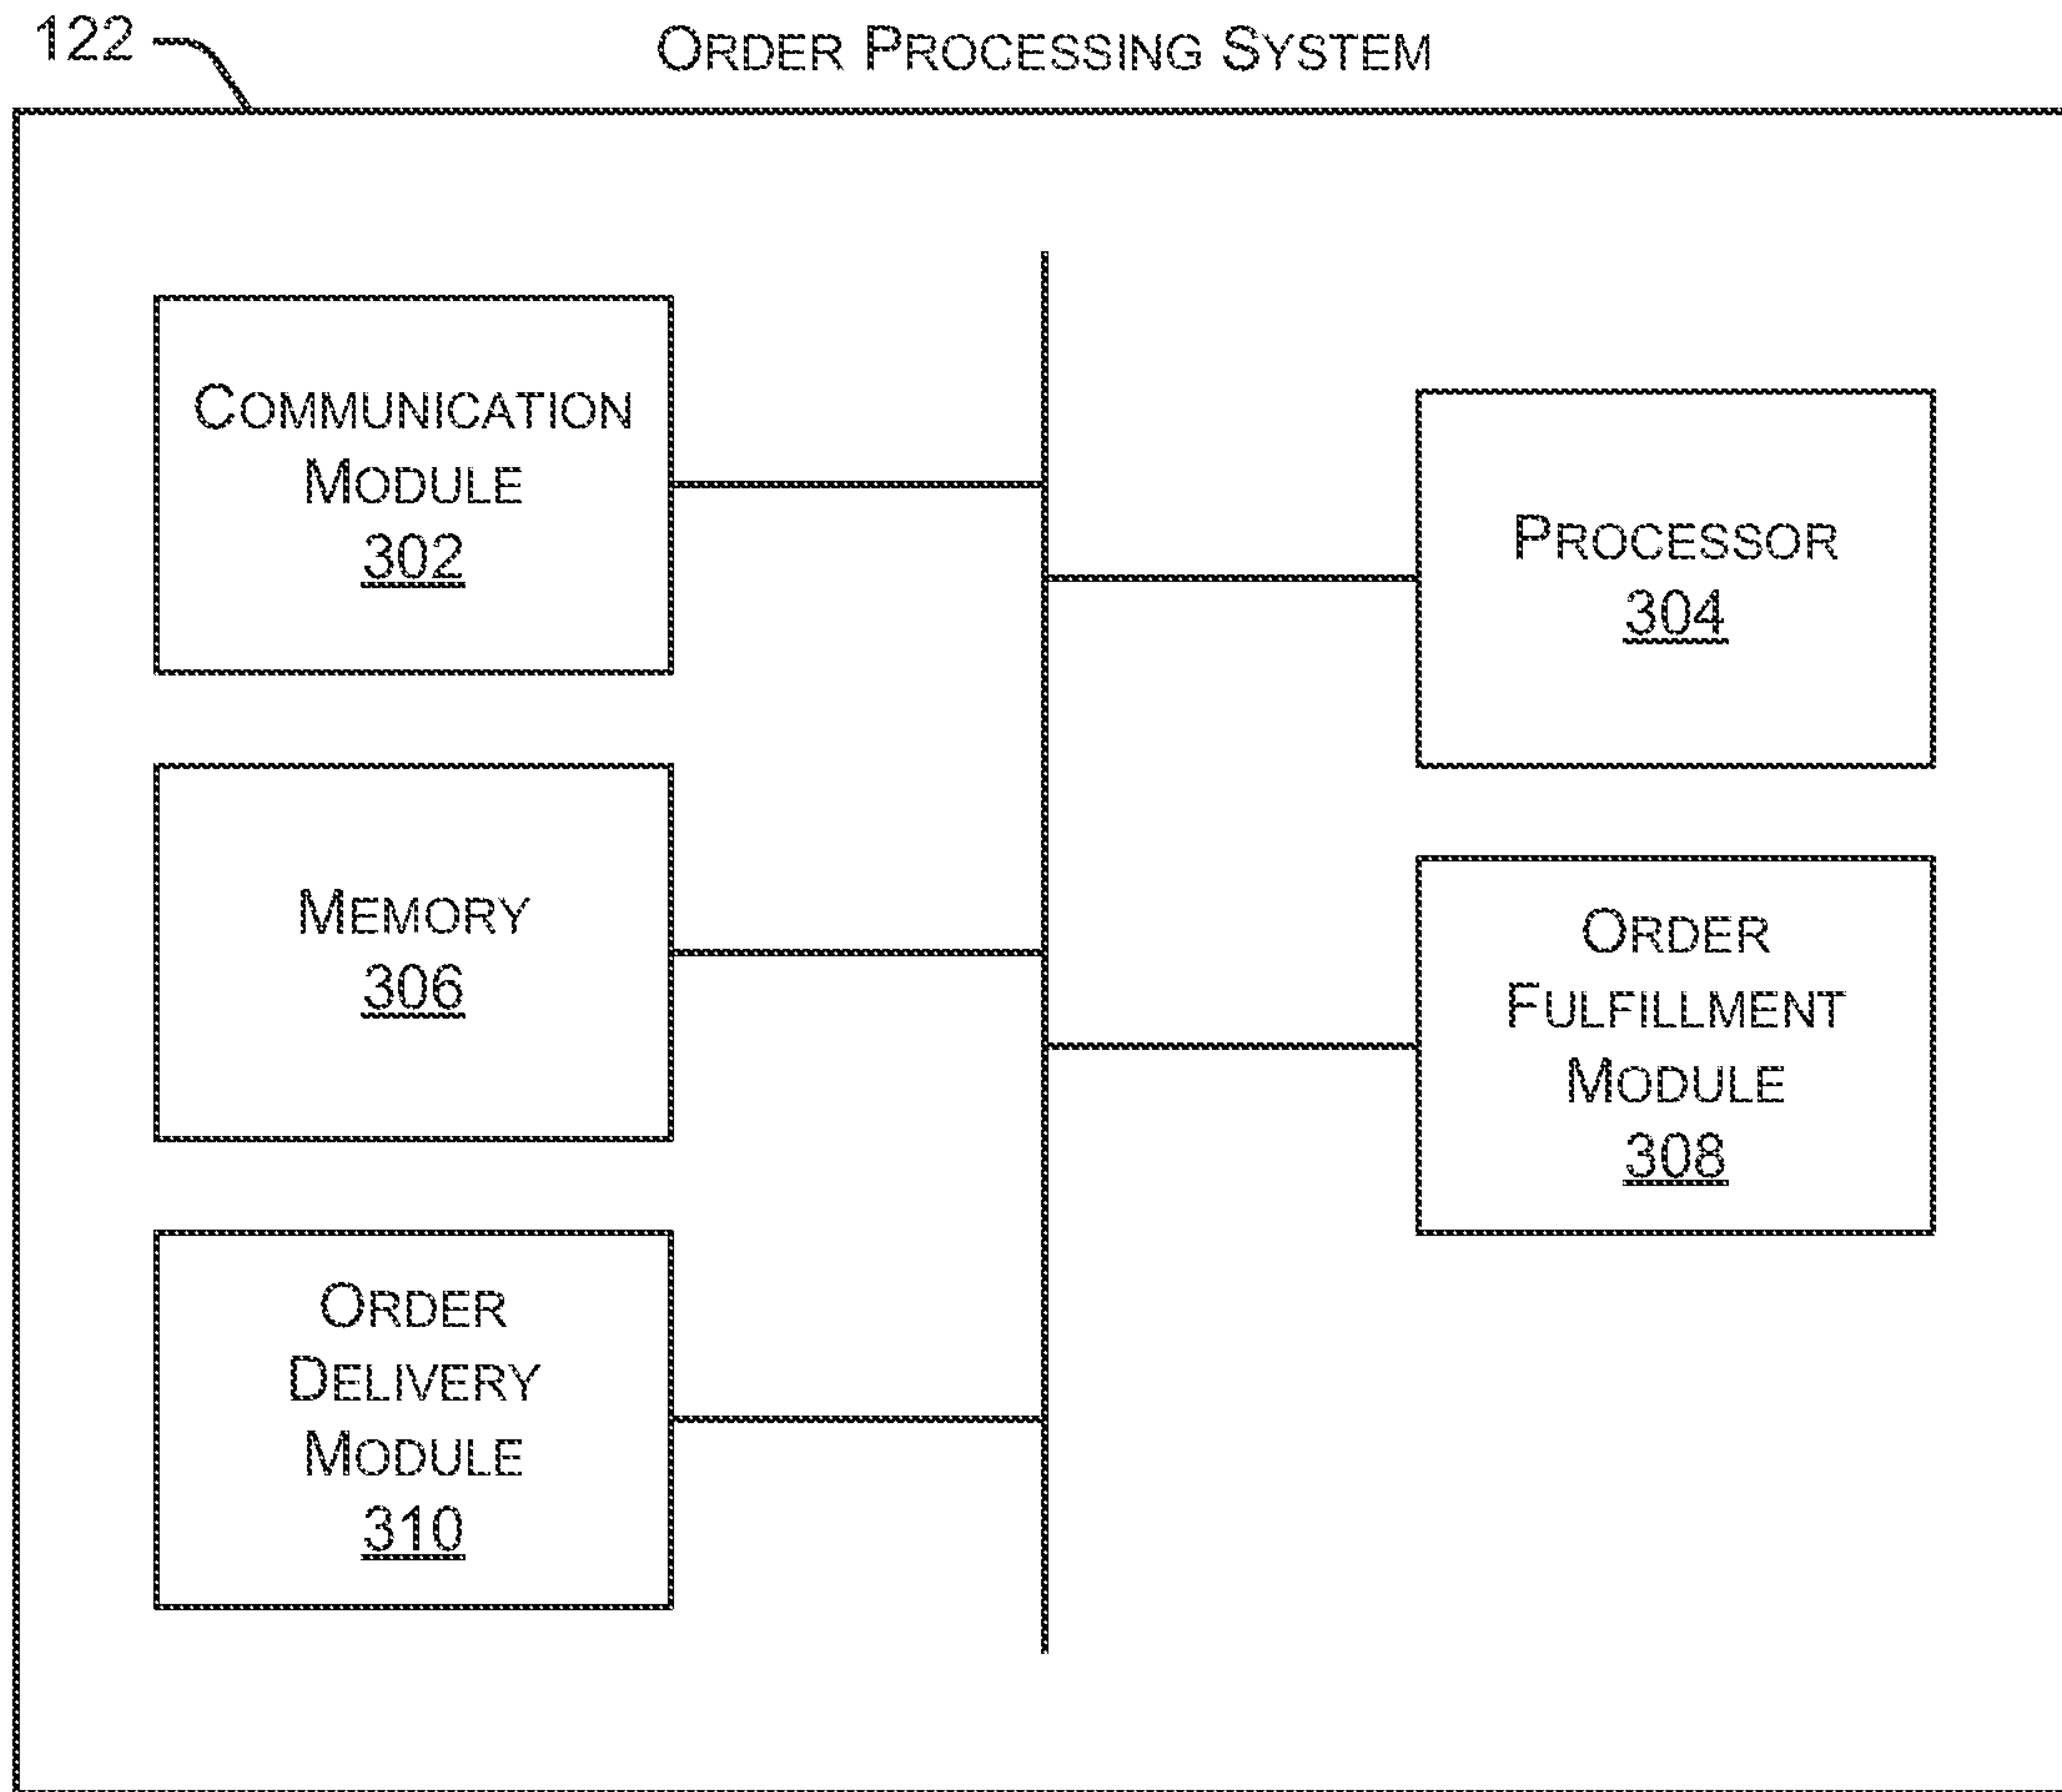 122
ORDER PROCESSING SYSTEM
COMMUNICATION
MODULE
302
PROCESSOR
304
MEMORY
306
ORDER
FULFILLMENT
MODULE
308
ORDER
DELIVERY
MODULE
310